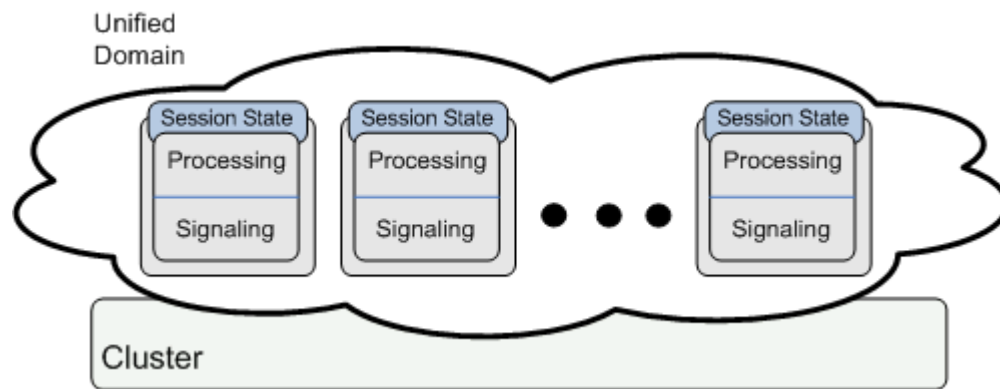 Unified
Domain
Session State
Processing
Signaling
Session State
Processing
Signaling
Session State
Processing
Signaling
Cluster